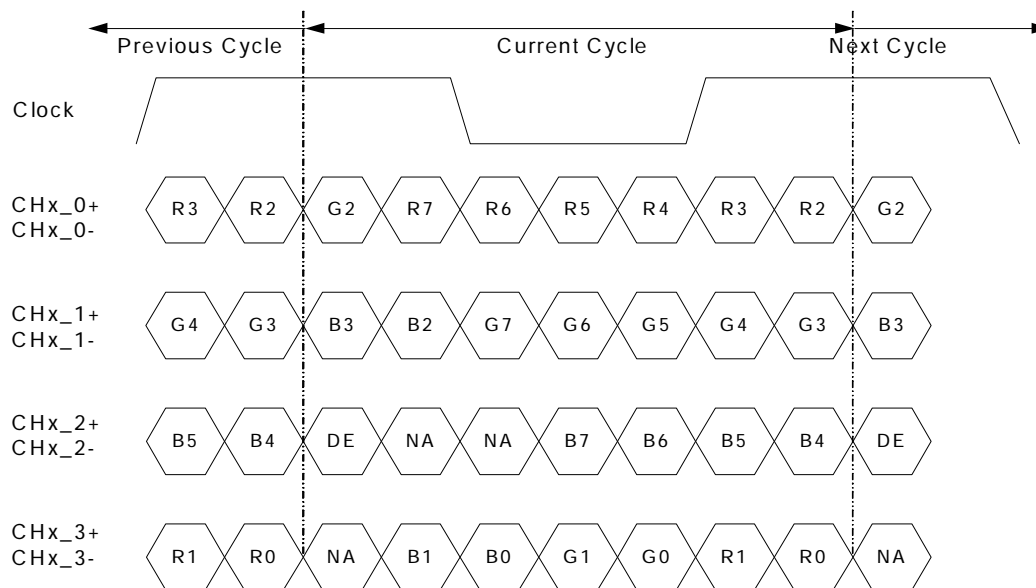 Previous Cycle Current Cycle Next Cycle
Clock
CHx_0+
CHx_0-
R3 R2 G2 R7 R6 R5 R4 R3 R2 G2
CHx_1+
CHx_1-
G4 G3 B3 B2 G7 G6 G5 G4 G3 B3
CHx_2+
CHx_2-
B5 B4 DE NA NA B7 B6 B5 B4 DE
CHx_3+
CHx_3-
R1 R0 NA B1 B0 G1 G0 R1 R0 NA